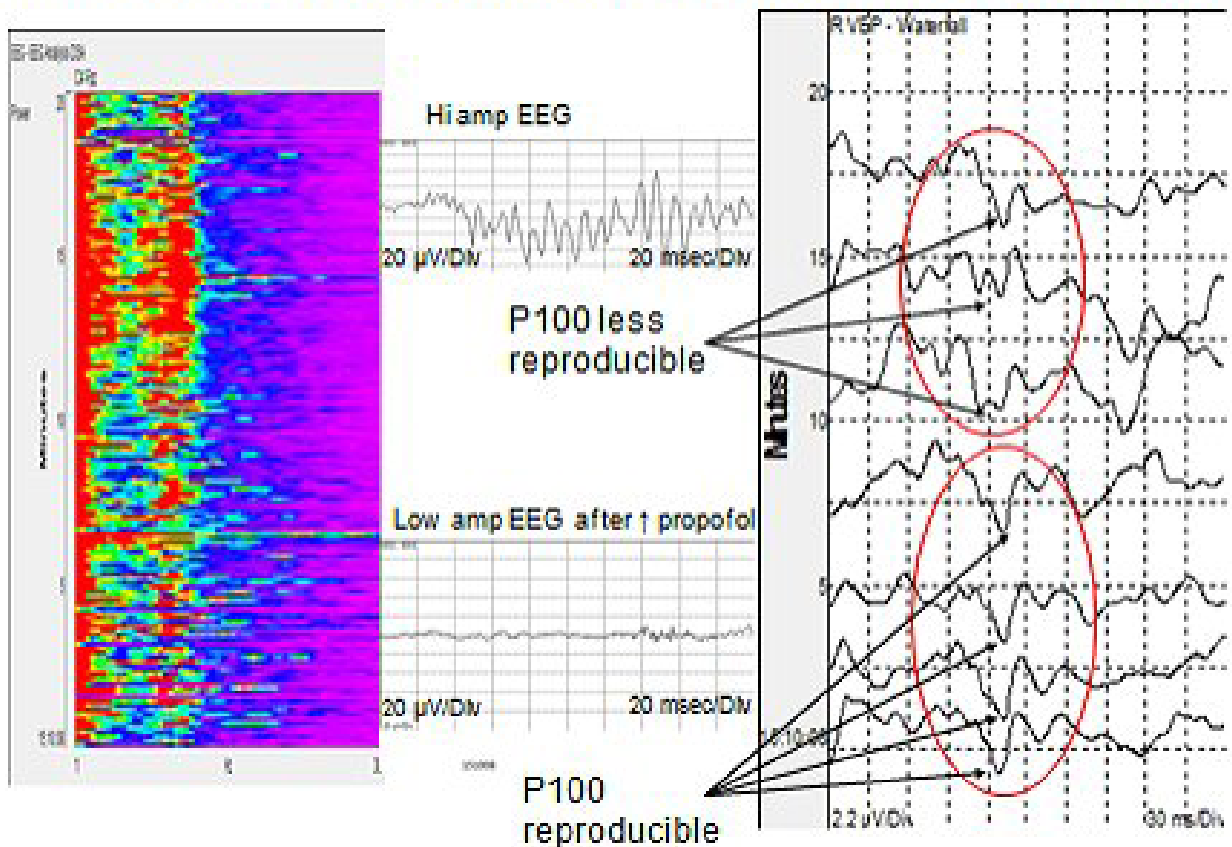 R VEP - Waterfall
20
Hi amp EEG
20 µV/Div
20 msec/Div
15
P100 less
reproducible
Minutes
10
Low amp EEG after ↑ propofol
5
20 µV/Div
20 msec/Div
2.2 µV/Div
30 ms/Div
P100
reproducible